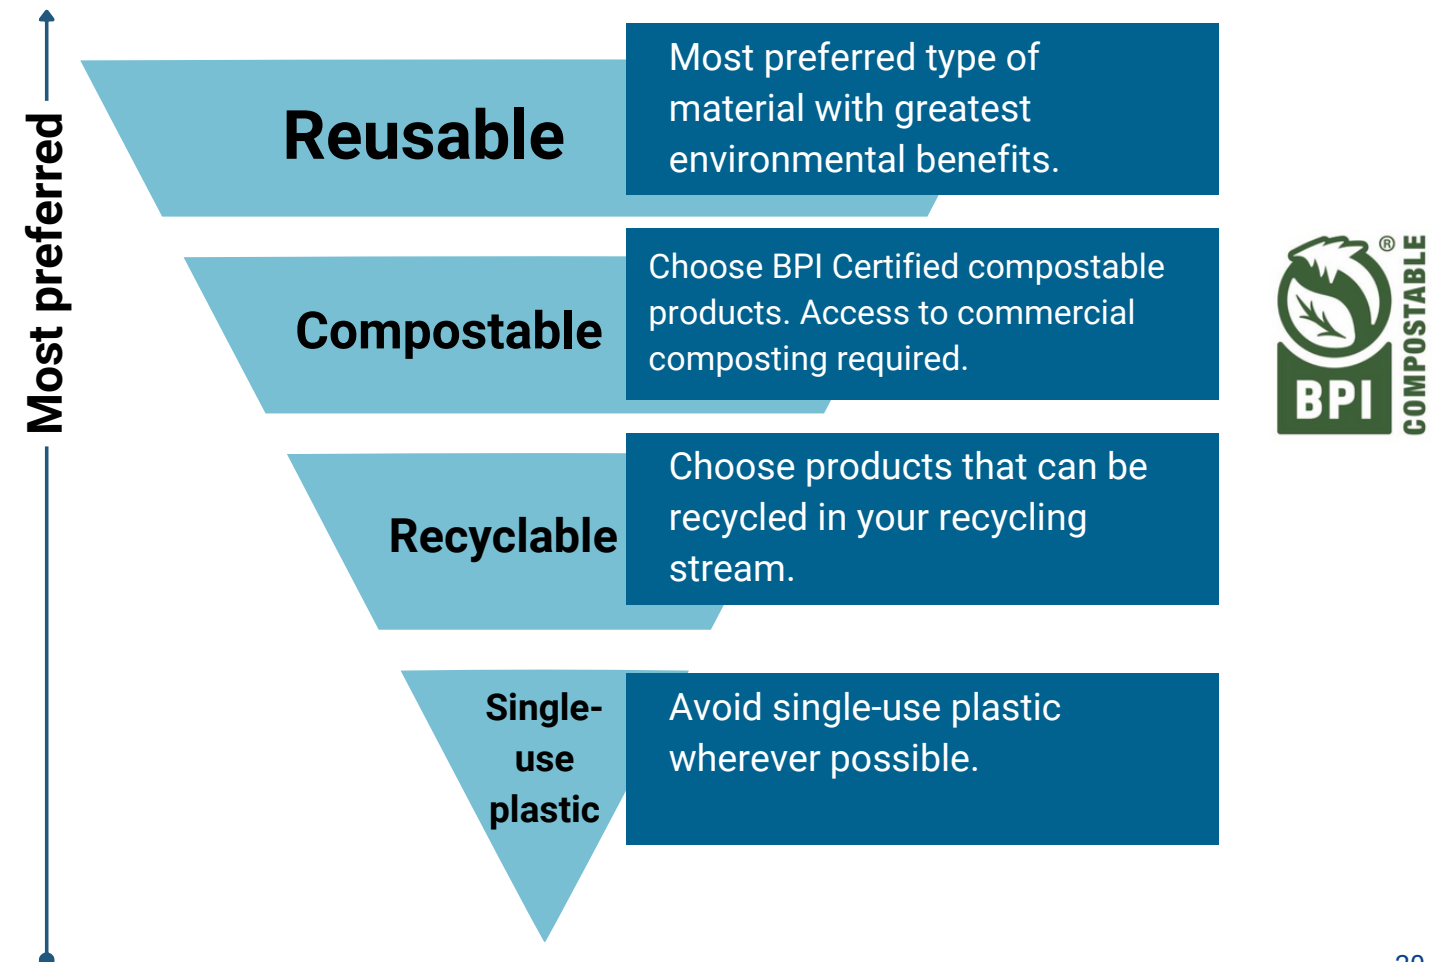 Most preferred
Reusable
Most preferred type of
material with greatest
environmental benefits.
Compostable
Choose BPI Certified compostable
products. Access to commercial
composting required.
BPI
®
COMPOSTABLE
Recyclable
Choose products that can be
recycled in your recycling
stream.
Single-
use
plastic
Avoid single-use plastic
wherever possible.